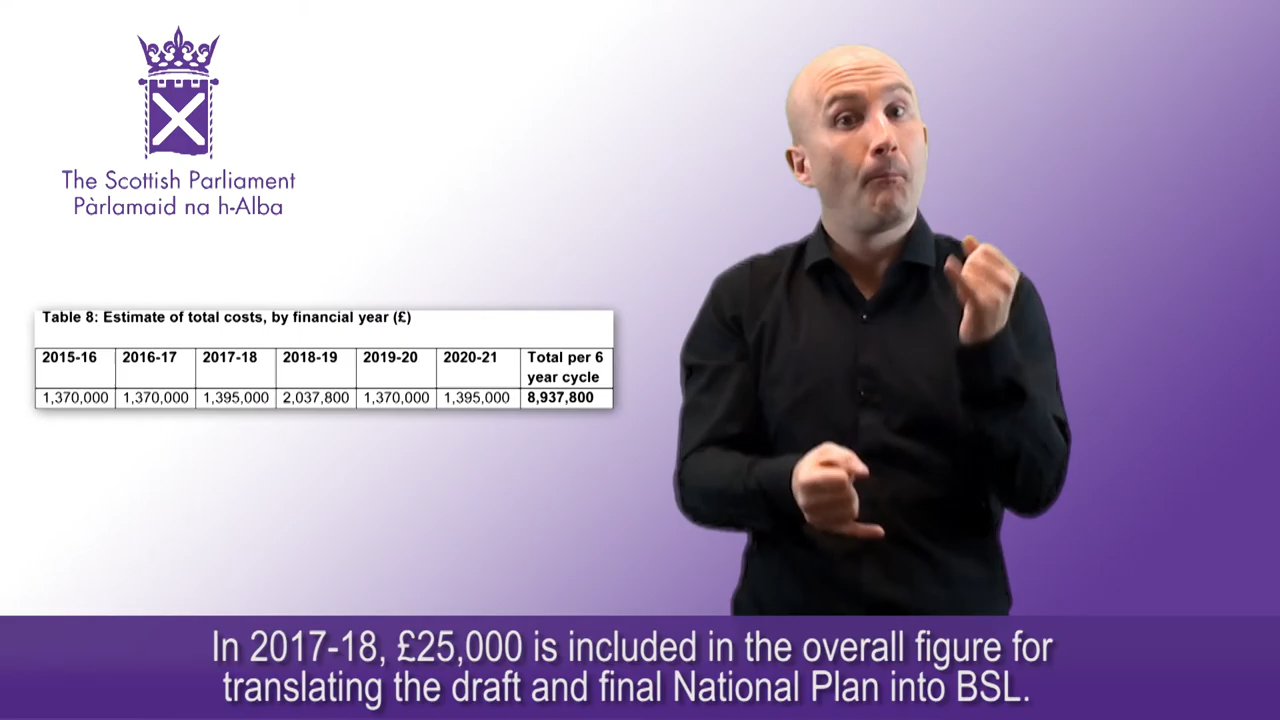 The Scottish Parliament
Pàrlamaid na h-Alba
Table 8: Estimate of total costs, by financial year (£)
2015-16 2016-17 2017-18 2018-19 2019-20 2020-21 Total per 6
year cycle
1,370,000 1,370,000 1,395,000 2,037,800 1,370,000 1,395,000 8,937,800
In 2017-18, £25,000 is included in the overall figure for
translating the draft and final National Plan into BSL.